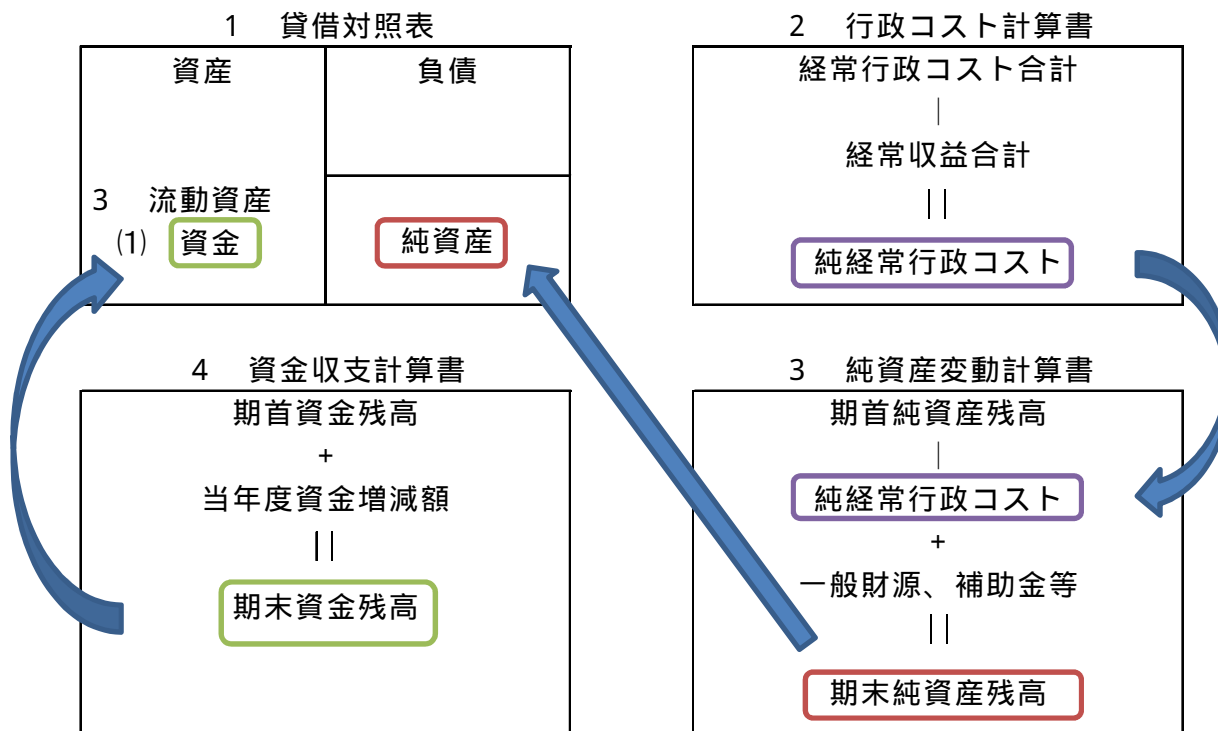 1 貸借対照表
資産
負債
3 流動資産
(1) 資金
純資産
2 行政コスト計算書
経常行政コスト合計
|
経常収益合計
||
純経常行政コスト
4 資金収支計算書
期首資金残高
+
当年度資金増減額
||
期末資金残高
3 純資産変動計算書
期首純資産残高
|
純経常行政コスト
+
一般財源、補助金等
||
期末純資産残高